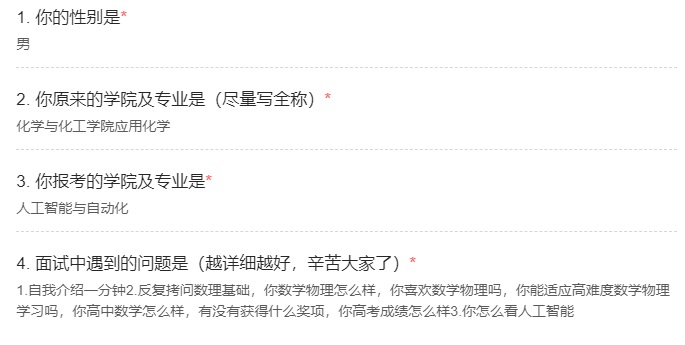 1. 你的性别是*
男
2. 你原来的学院及专业是（尽量写全称）*
化学与化工学院应用化学
3. 你报考的学院及专业是*
人工智能与自动化
4. 面试中遇到的问题是（越详细越好，辛苦大家了）*
1.自我介绍一分钟2.反复拷问数理基础，你数学物理怎么样，你喜欢数学物理吗，你能适应高难度数学物理
学习吗，你高中数学怎么样，有没有获得什么奖项，你高考成绩怎么样3.你怎么看人工智能